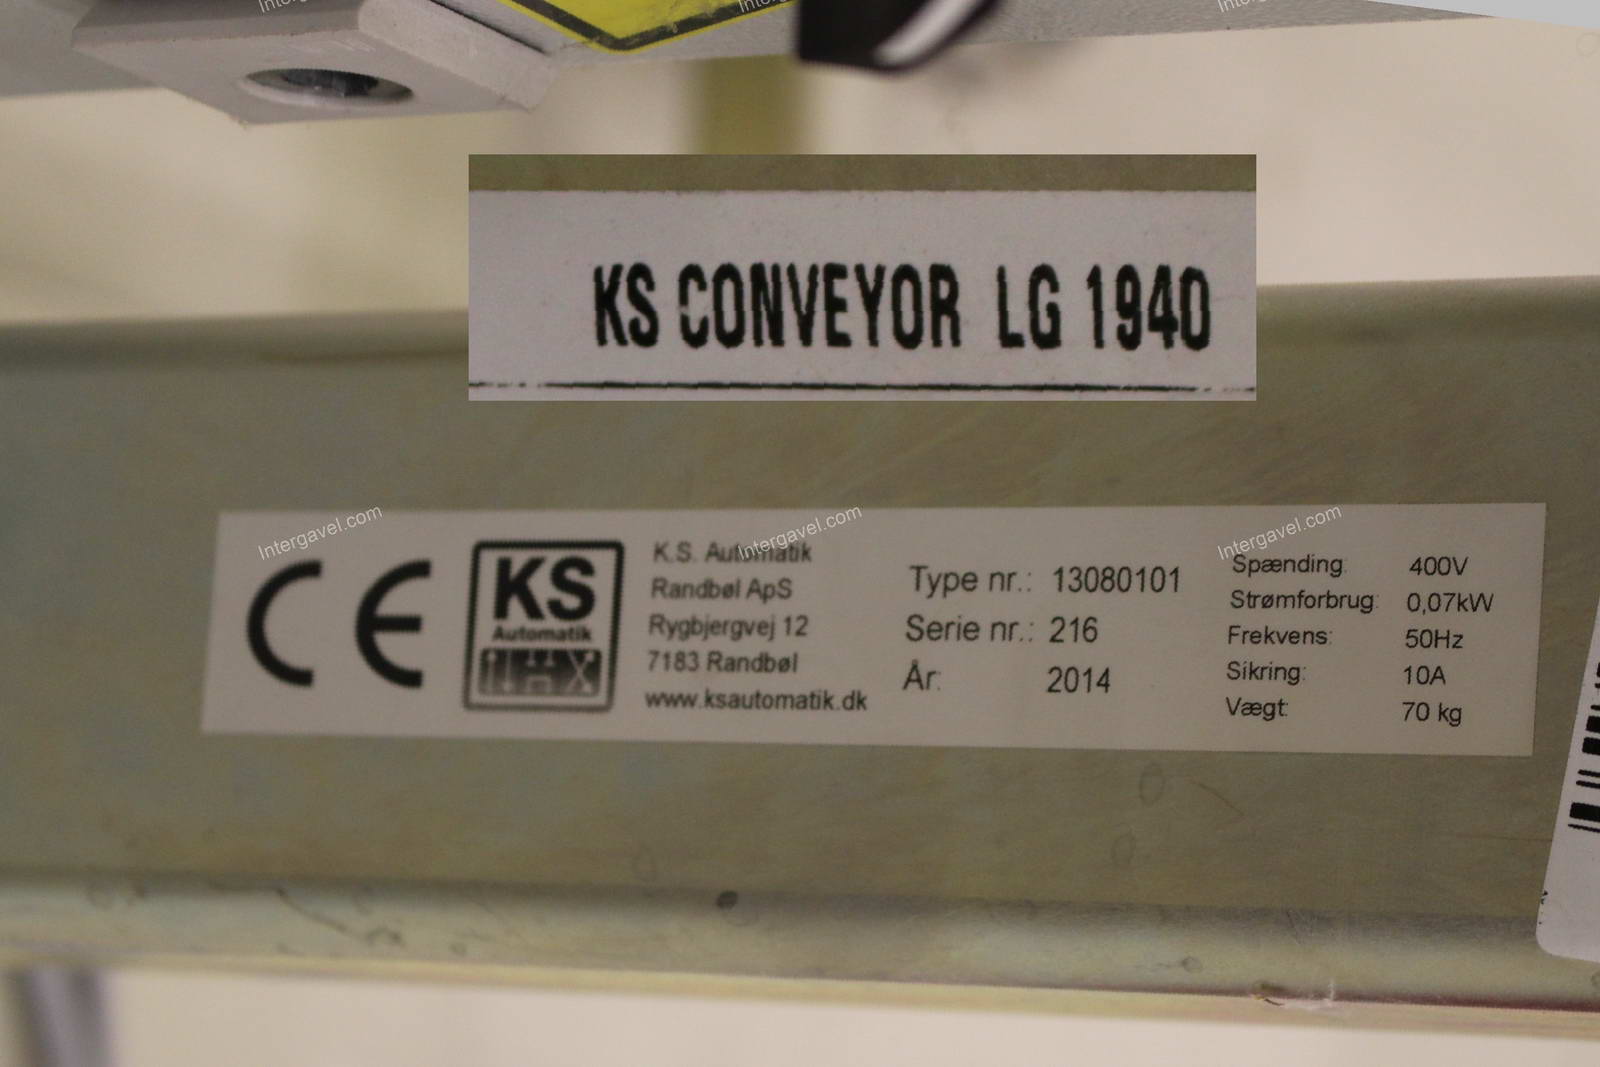 KS CONVEYOR LG 1940
CE
KS
Automatik
K.S. Automatik
Randbøl ApS
Rygbjergvej 12
7183 Randbøl
www.ksautomatik.dk
Type nr.: 13080101
Serie nr.: 216
År: 2014
Spænding: 400V
Strømforbrug: 0,07kW
Frekvens: 50Hz
Sikring: 10A
Vægt: 70 kg
Intergavel.com
Intergavel.com
Intergavel.com